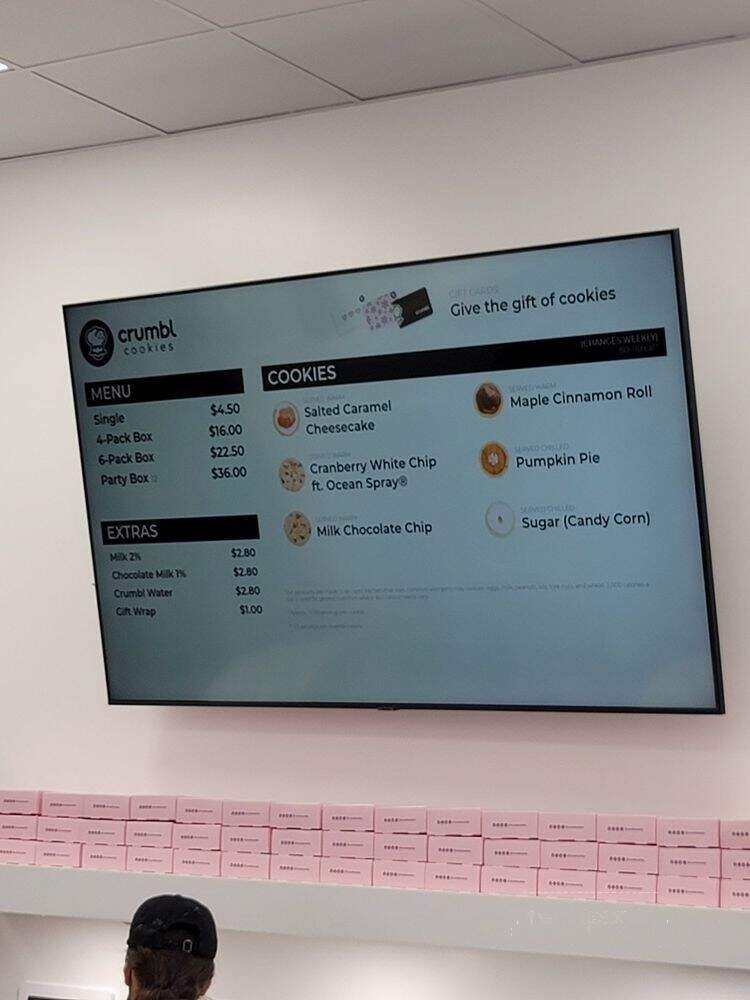 crumbl
cookies
GIFT CARDS
Give the gift of cookies
MENU
Single $4.50
4-Pack Box $16.00
6-Pack Box $22.50
Party Box 12 $36.00
EXTRAS
Milk 2% $2.80
Chocolate Milk 1% $2.80
Crumbl Water $2.80
Gift Wrap $1.00
COOKIES
(CHANGES WEEKLY)
SERVED WARM
Salted Caramel
Cheesecake
SERVED WARM
Cranberry White Chip
ft. Ocean Spray®
SERVED WARM
Milk Chocolate Chip
SERVED WARM
Maple Cinnamon Roll
SERVED CHILLED
Pumpkin Pie
SERVED CHILLED
Sugar (Candy Corn)